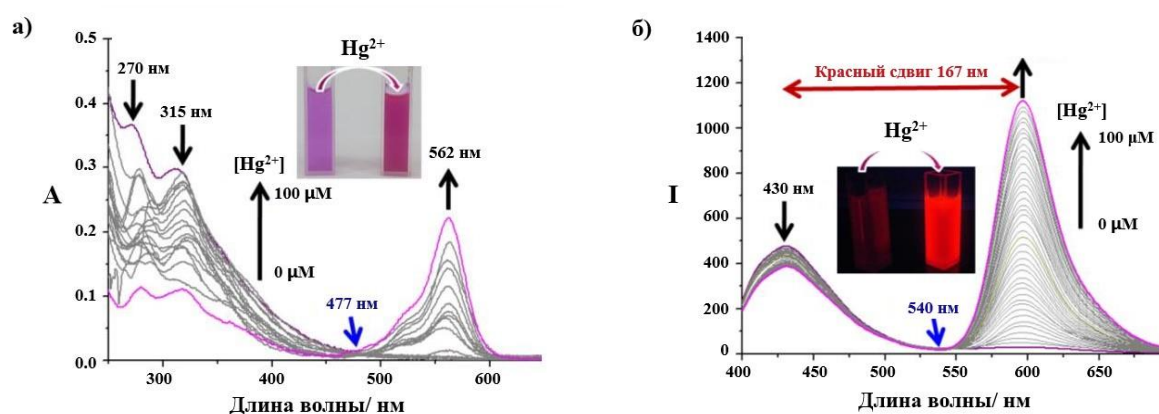 а)
0.5
0.4
0.3
0.2
0.1
0.0
A
270 нм
315 нм
Hg²⁺
[Hg²⁺]
100 μM
0 μM
477 нм
562 нм
300
400
500
600
Длина волны/ нм
б)
1400
1200
1000
800
600
400
200
0
I
Красный сдвиг 167 нм
Hg²⁺
430 нм
540 нм
[Hg²⁺]
100 μM
0 μM
400
450
500
550
600
650
Длина волны/ нм